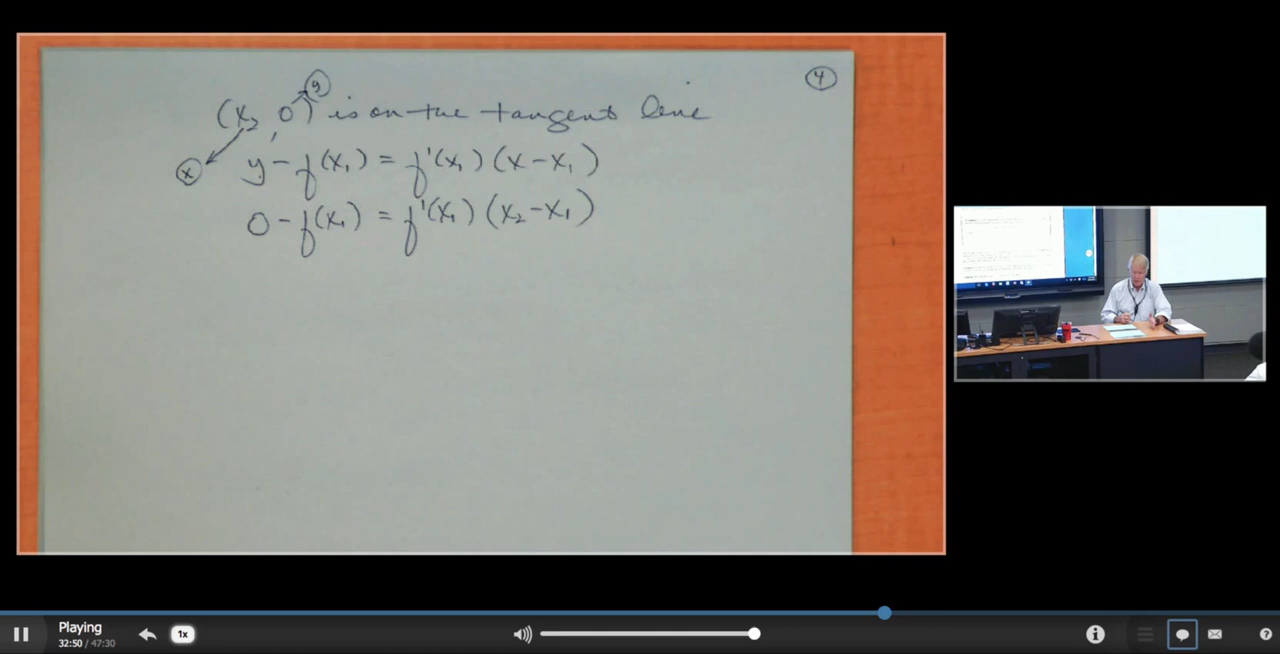 ④
(x₂, 0) is on the tangent line
y
x
y - f(x₁) = f'(x₁)(x - x₁)
0 - f(x₁) = f'(x₁)(x₂ - x₁)
Playing
32:50 / 47:30
1x